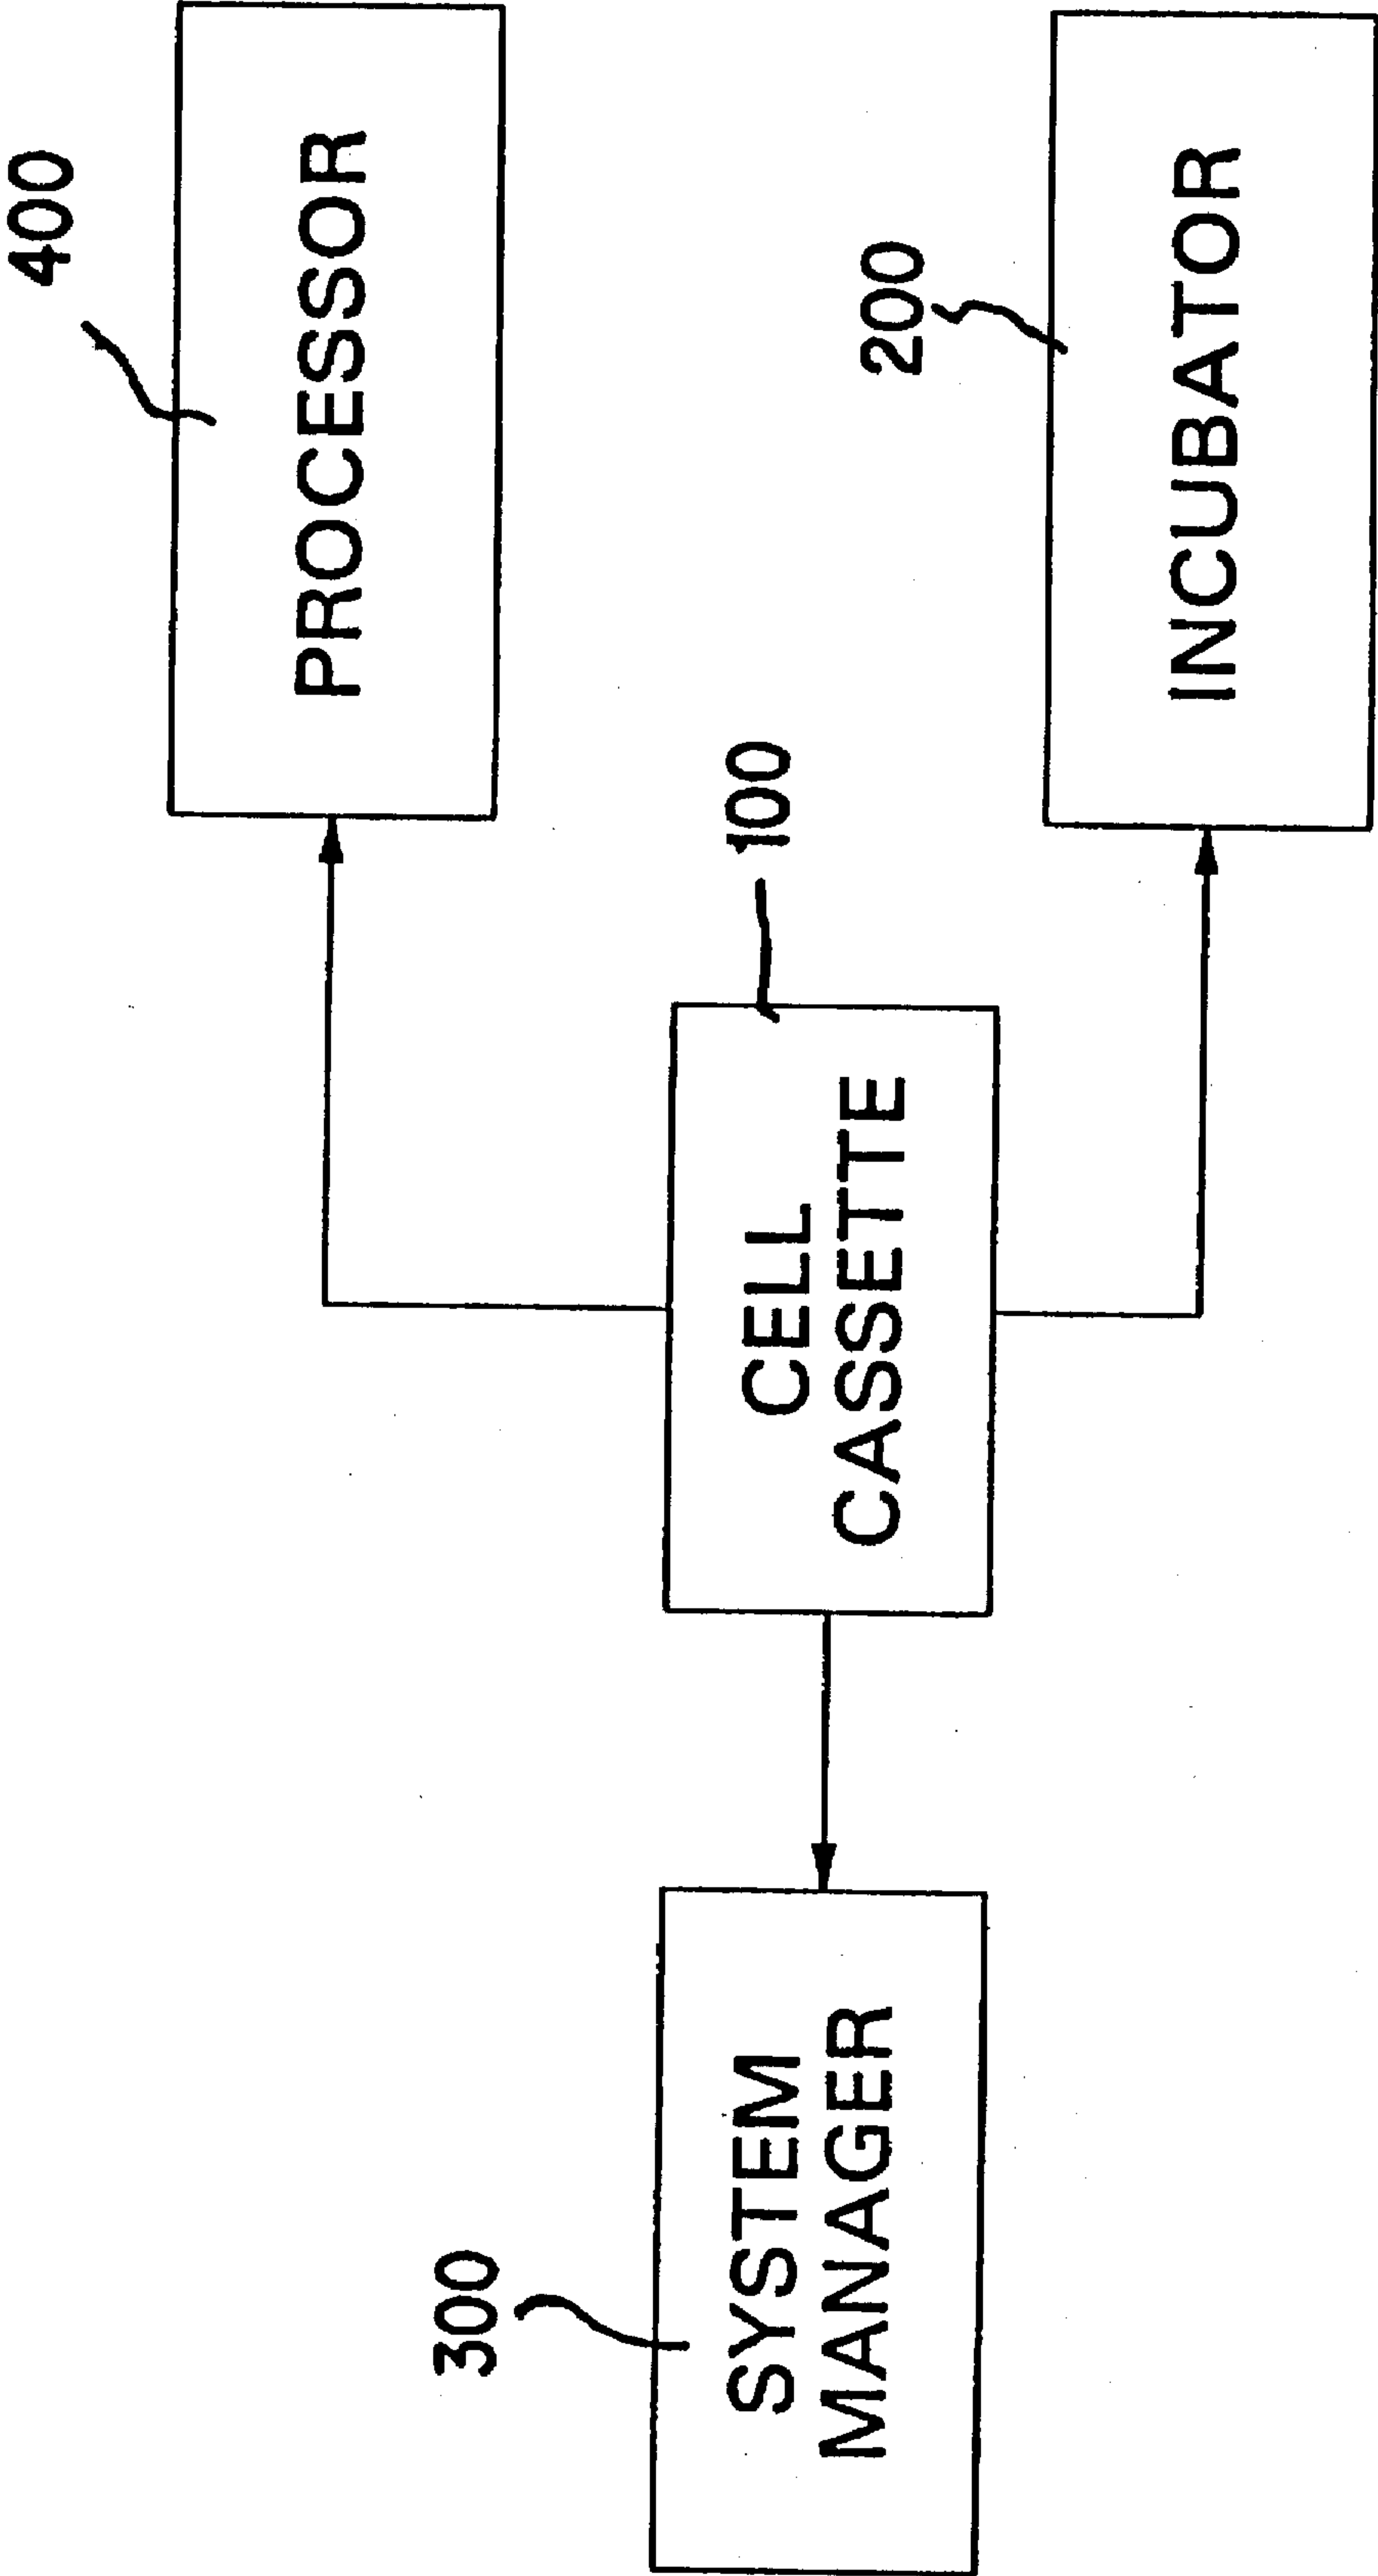 400
PROCESSOR
300
SYSTEM
MANAGER
100
CELL
CASSETTE
200
INCUBATOR